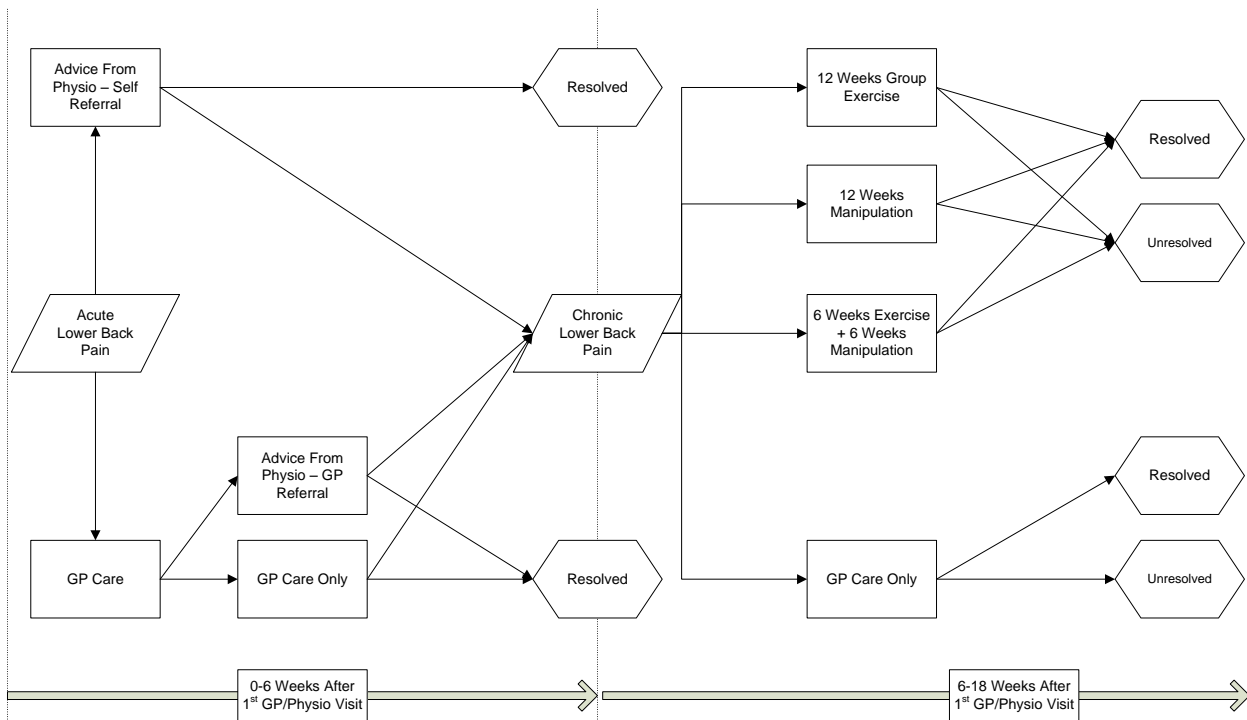 Advice From
Physio – Self
Referral
Resolved
12 Weeks Group
Exercise
Resolved
12 Weeks
Manipulation
Unresolved
Acute
Lower Back
Pain
Chronic
Lower Back
Pain
6 Weeks Exercise
+ 6 Weeks
Manipulation
Advice From
Physio – GP
Referral
Resolved
GP Care
GP Care Only
Resolved
GP Care Only
Unresolved
0-6 Weeks After
1st GP/Physio Visit
6-18 Weeks After
1st GP/Physio Visit